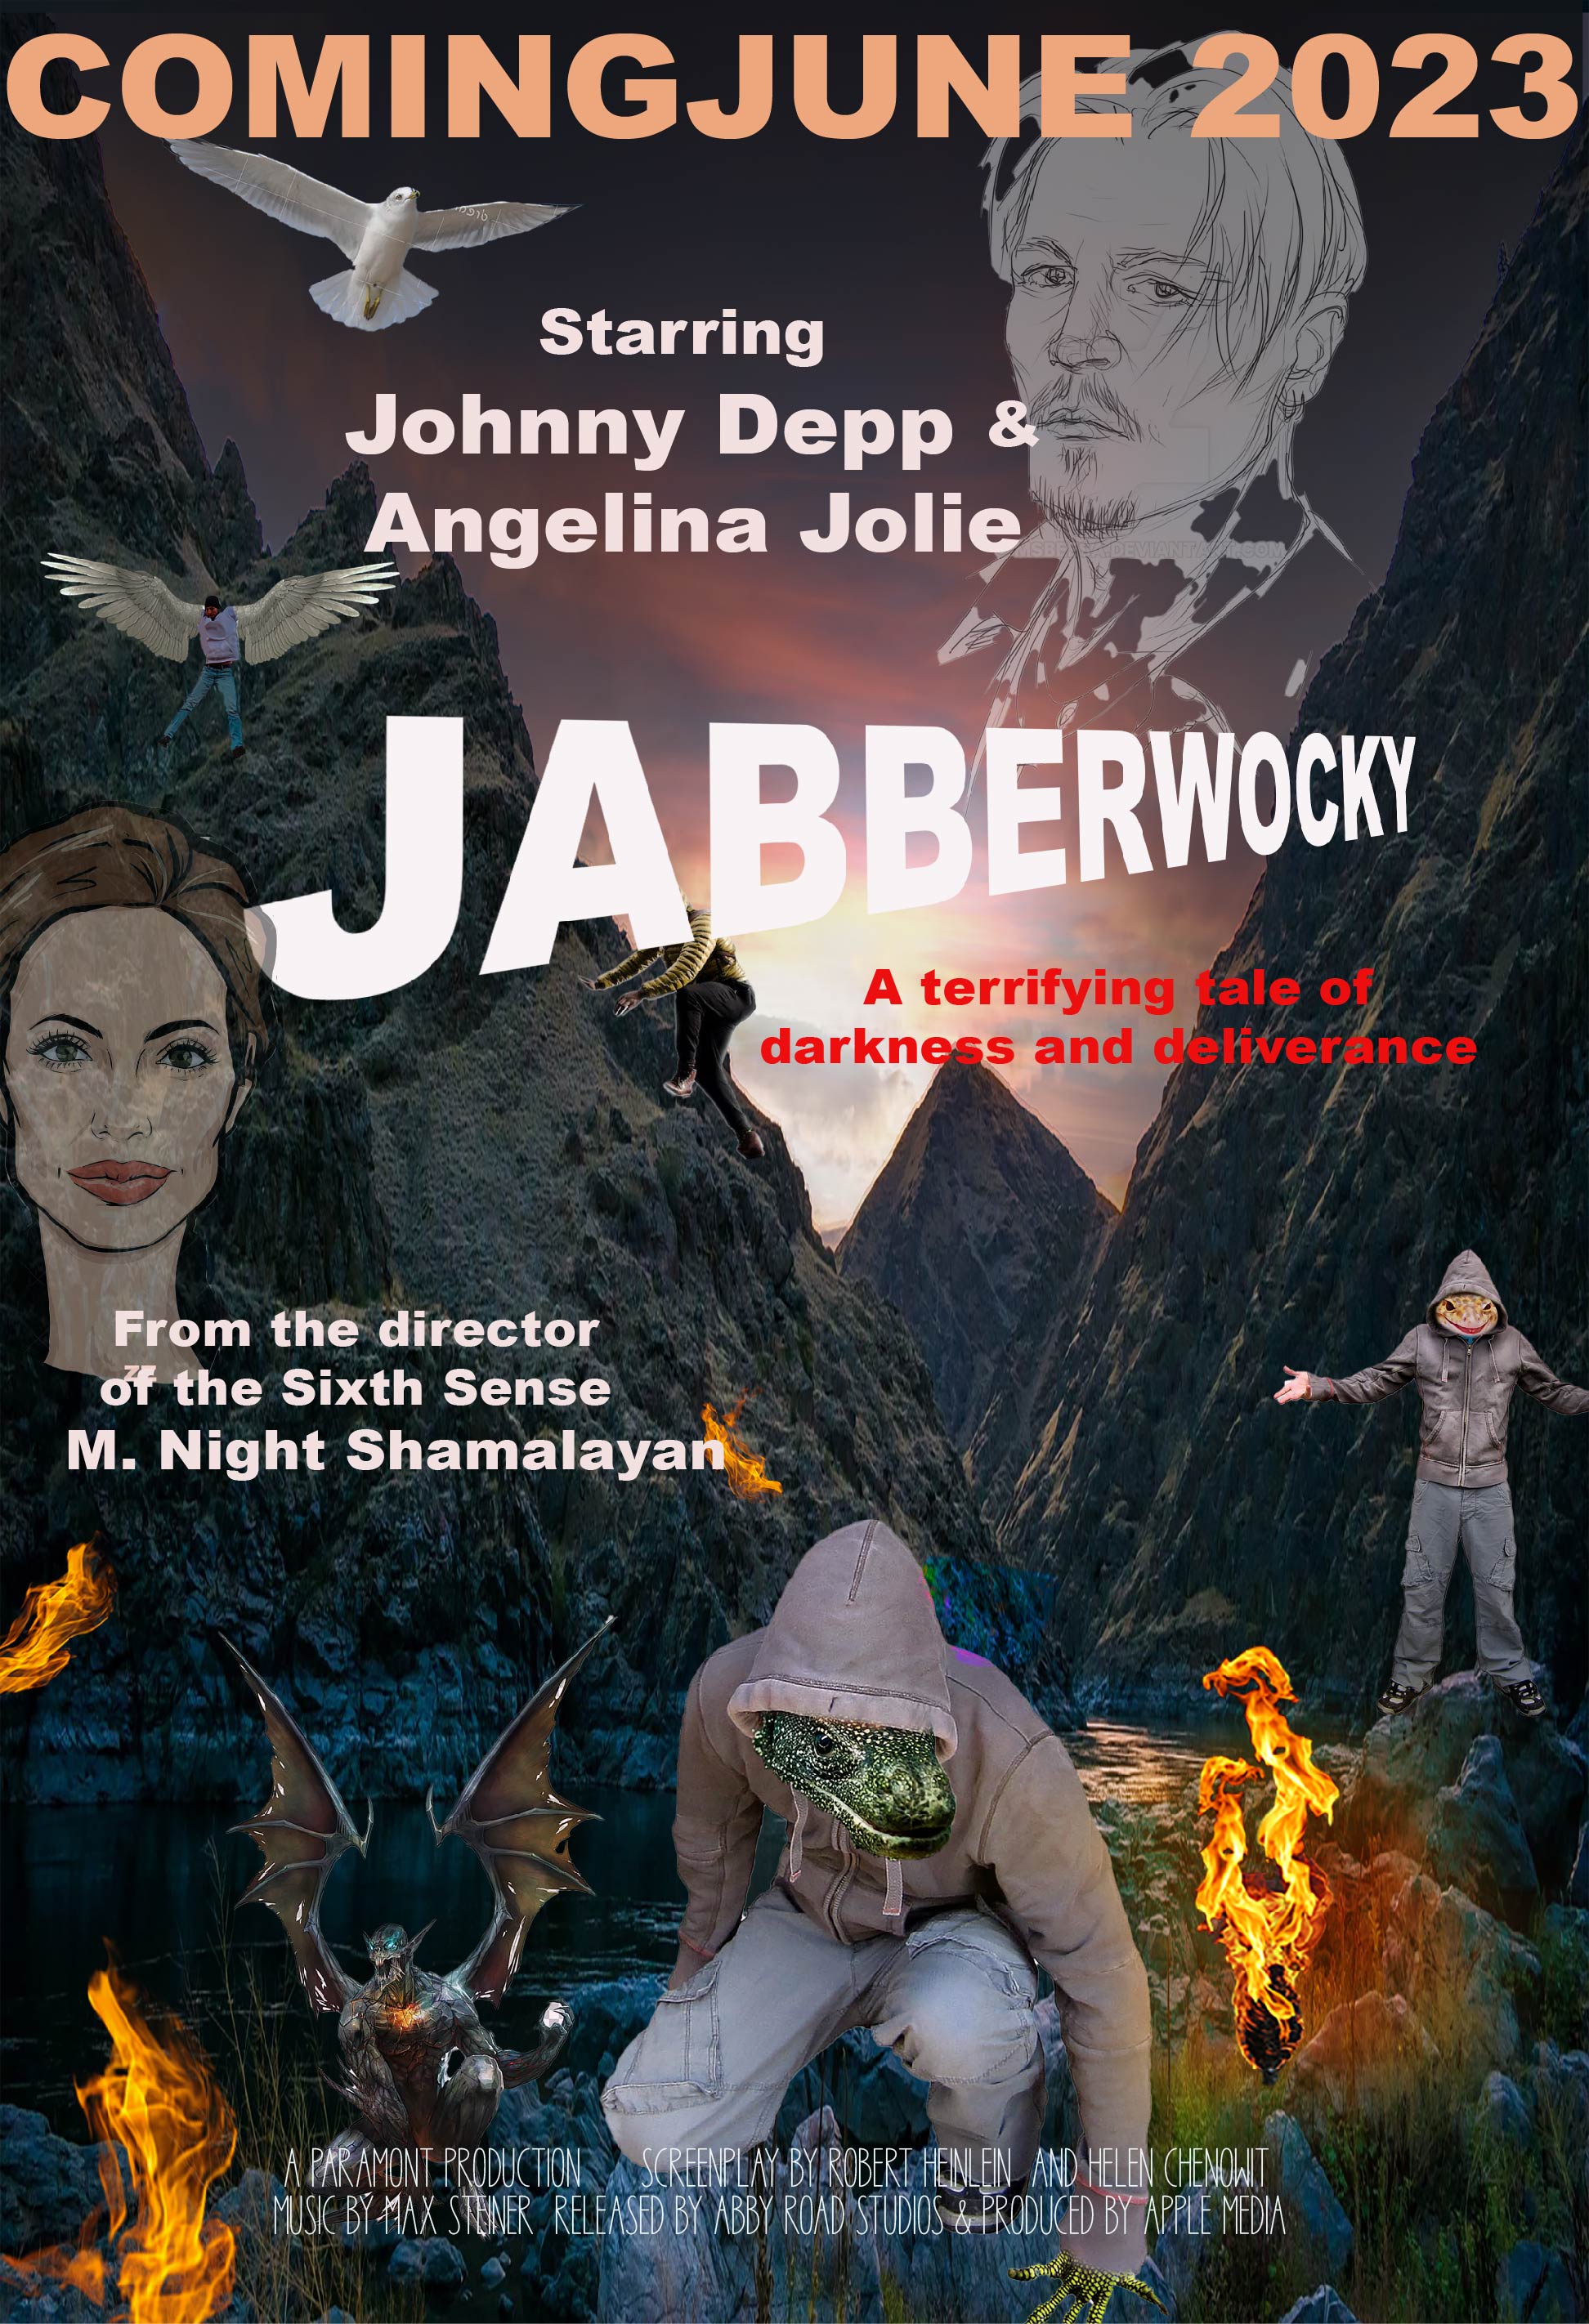 COMINGJUNE 2023
Starring
Johnny Depp &
Angelina Jolie
DEVIANTART.COM
JABBERWOCKY
A terrifying tale of
darkness and deliverance
From the director
of the Sixth Sense
M. Night Shamalayan
A PARAMONT PRODUCTION SCREENPLAY BY ROBERT HEINLEIN AND HELEN CHENOWIT
MUSIC BY MAX STEINER RELEASED BY ABBY ROAD STUDIOS & PRODUCED BY APPLE MEDIA